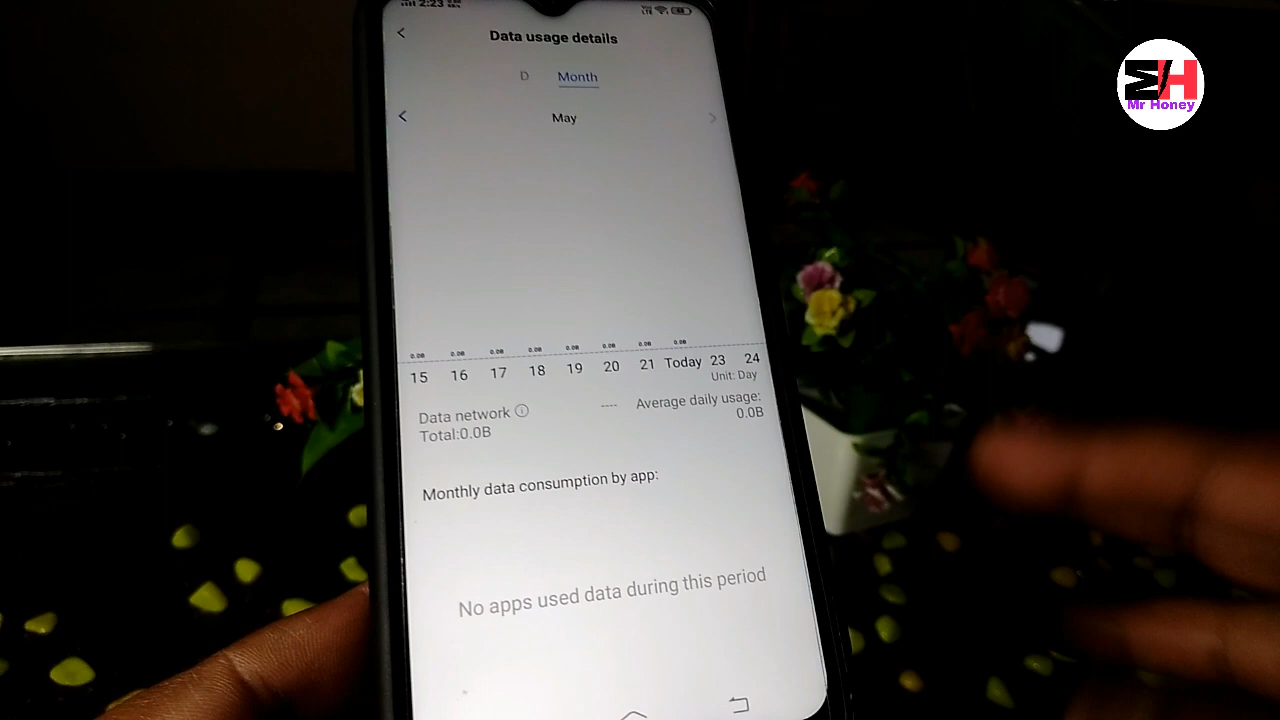 2:23
Data usage details
D Month
May
0.0B 0.0B 0.0B 0.0B 0.0B 0.0B 0.0B 0.0B
15 16 17 18 19 20 21 Today 23 24
Unit: Day
Data network ---- Average daily usage:
Total:0.0B 0.0B
Monthly data consumption by app:
No apps used data during this period
MH
Mr Honey